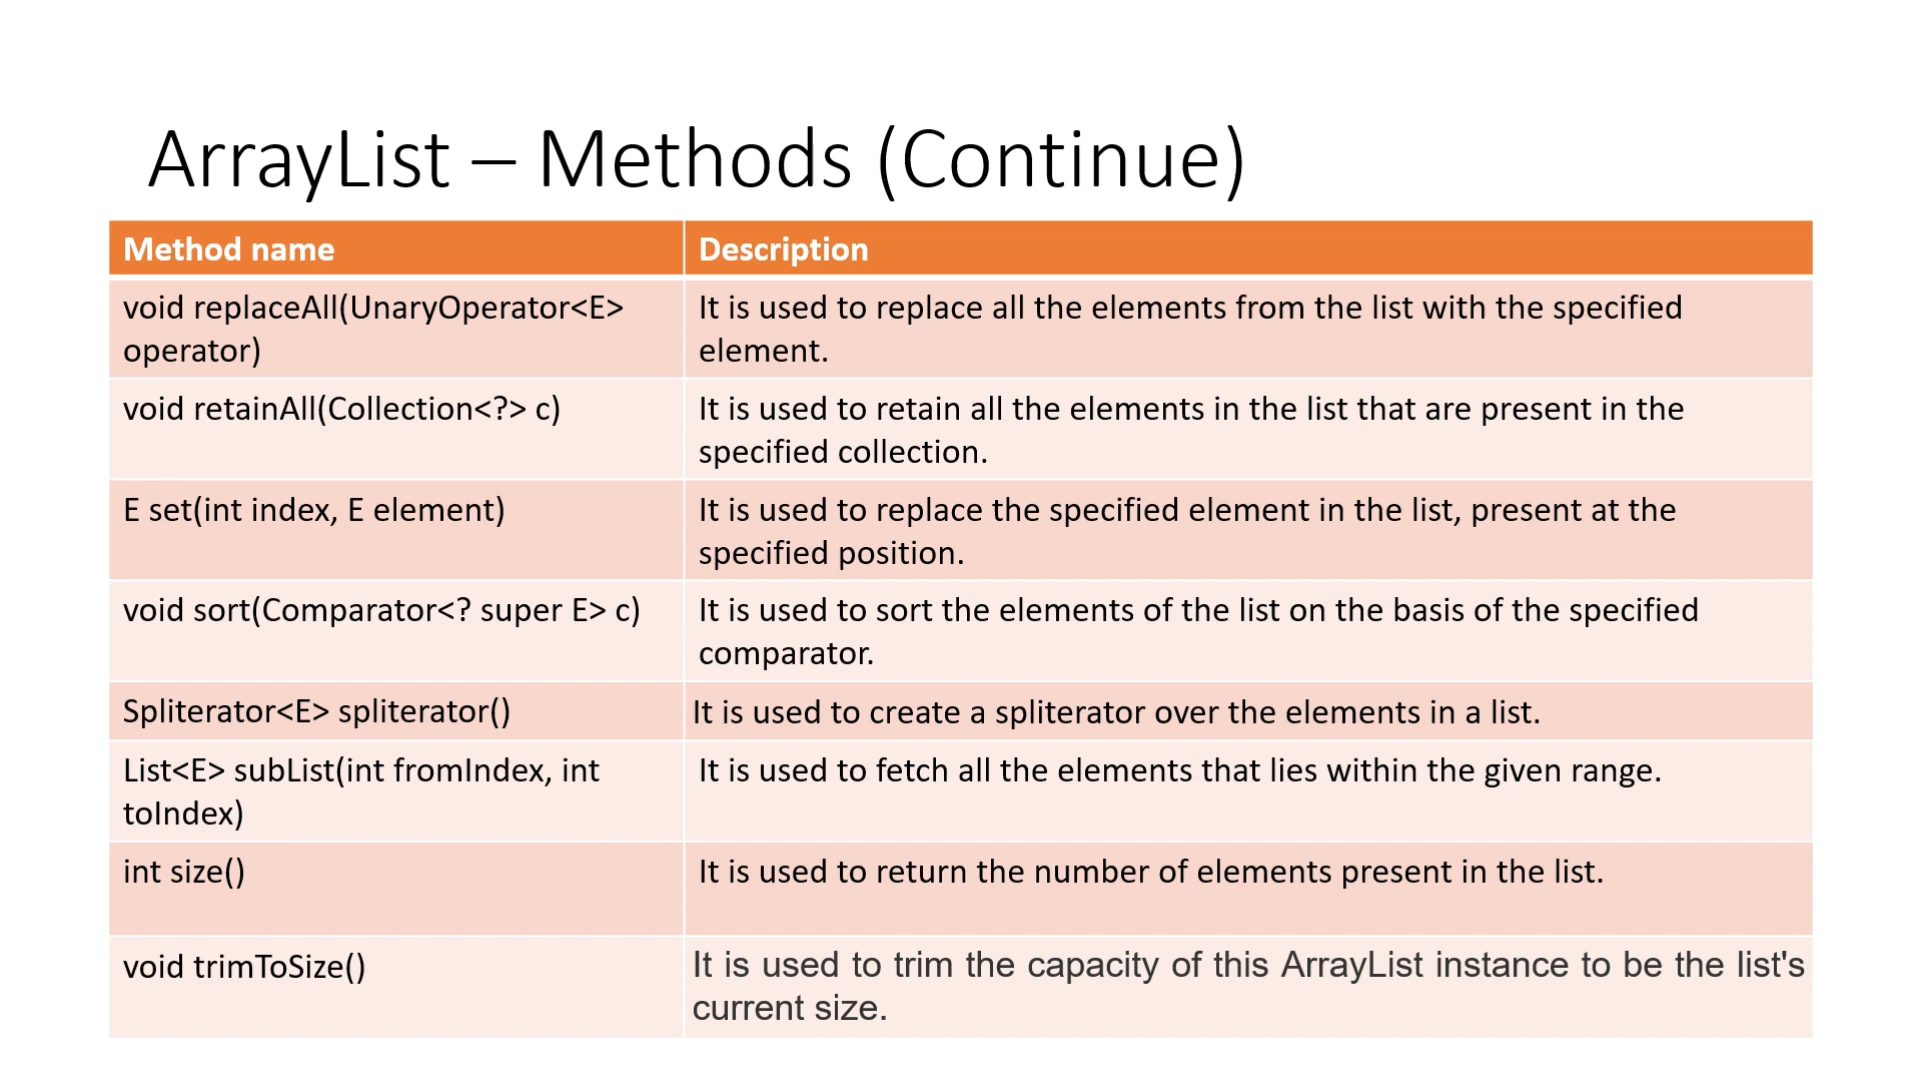 ArrayList – Methods (Continue)
Method name
Description
void replaceAll(UnaryOperator<E>
operator)
It is used to replace all the elements from the list with the specified
element.
void retainAll(Collection<?> c)
It is used to retain all the elements in the list that are present in the
specified collection.
E set(int index, E element)
It is used to replace the specified element in the list, present at the
specified position.
void sort(Comparator<? super E> c)
It is used to sort the elements of the list on the basis of the specified
comparator.
Spliterator<E> spliterator()
It is used to create a spliterator over the elements in a list.
List<E> subList(int fromIndex, int
toIndex)
It is used to fetch all the elements that lies within the given range.
int size()
It is used to return the number of elements present in the list.
void trimToSize()
It is used to trim the capacity of this ArrayList instance to be the list's
current size.